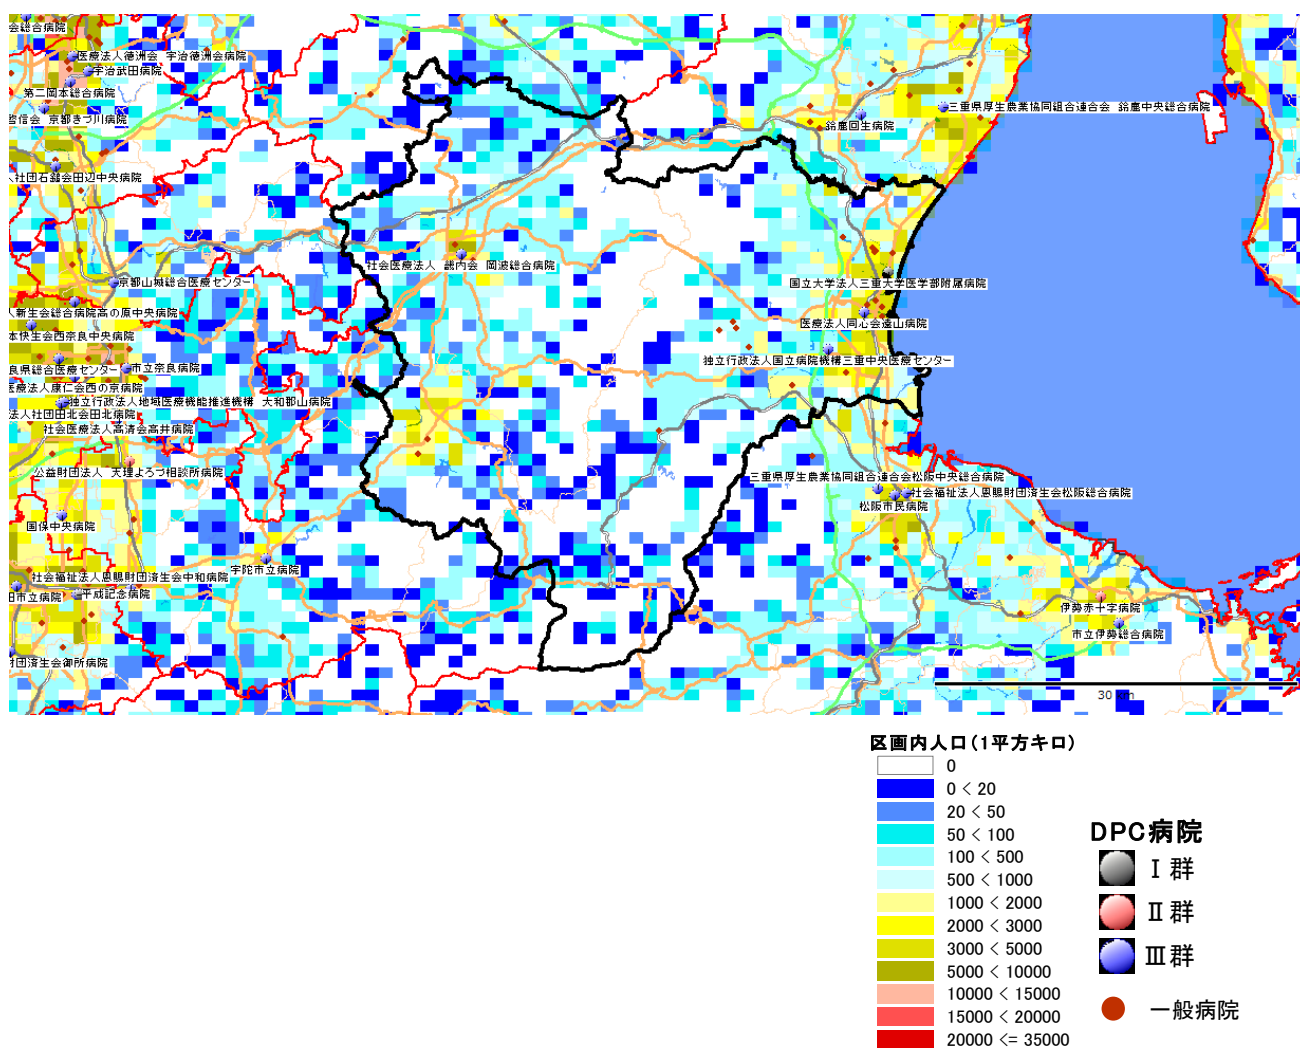 会総合病院
医療法人徳洲会 宇治徳洲会病院
宇治武田病院
第二岡本総合病院
三重県厚生農業協同組合連合会 鈴鹿中央総合病院
啓信会 京都きづ川病院
鈴鹿回生病院
人社団石鎚会田辺中央病院
社会医療法人 畿内会 岡波総合病院
京都山城総合医療センター
国立大学法人三重大学医学部附属病院
人新生会総合病院高の原中央病院
医療法人同心会遠山病院
本快生会西奈良中央病院
独立行政法人国立病院機構三重中央医療センター
良県総合医療センター
市立奈良病院
医療法人康仁会西の京病院
独立行政法人地域医療機能推進機構 大和郡山病院
法人社団田北会田北病院
社会医療法人高清会高井病院
公益財団法人 天理よろづ相談所病院
三重県厚生農業協同組合連合会松阪中央総合病院
社会福祉法人恩賜財団済生会松阪総合病院
松阪市民病院
国保中央病院
宇陀市立病院
社会福祉法人恩賜財団済生会中和病院
田市立病院
平成記念病院
伊勢赤十字病院
市立伊勢総合病院
財団済生会御所病院
30 km
区画内人口(1平方キロ)
0
0 < 20
20 < 50
50 < 100
100 < 500
500 < 1000
1000 < 2000
2000 < 3000
3000 < 5000
5000 < 10000
10000 < 15000
15000 < 20000
20000 <= 35000
DPC病院
Ⅰ群
Ⅱ群
Ⅲ群
一般病院